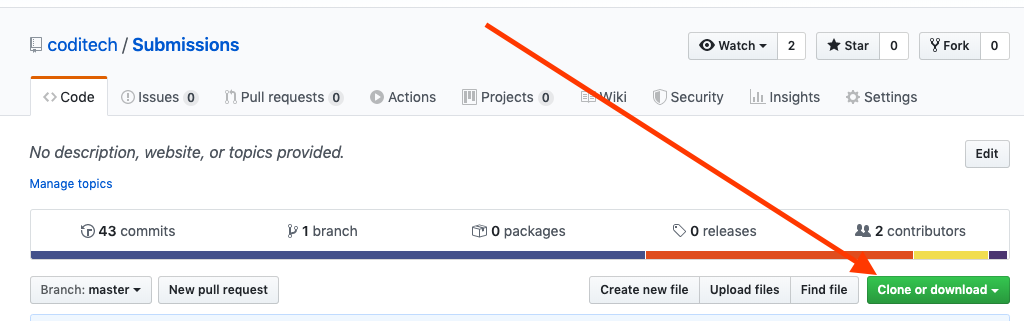 coditech / Submissions
Watch 2 Star 0 Fork 0
Code Issues 0 Pull requests 0 Actions Projects 0 Wiki Security Insights Settings
No description, website, or topics provided.
Edit
Manage topics
43 commits 1 branch 0 packages 0 releases 2 contributors
Branch: master New pull request Create new file Upload files Find file Clone or download